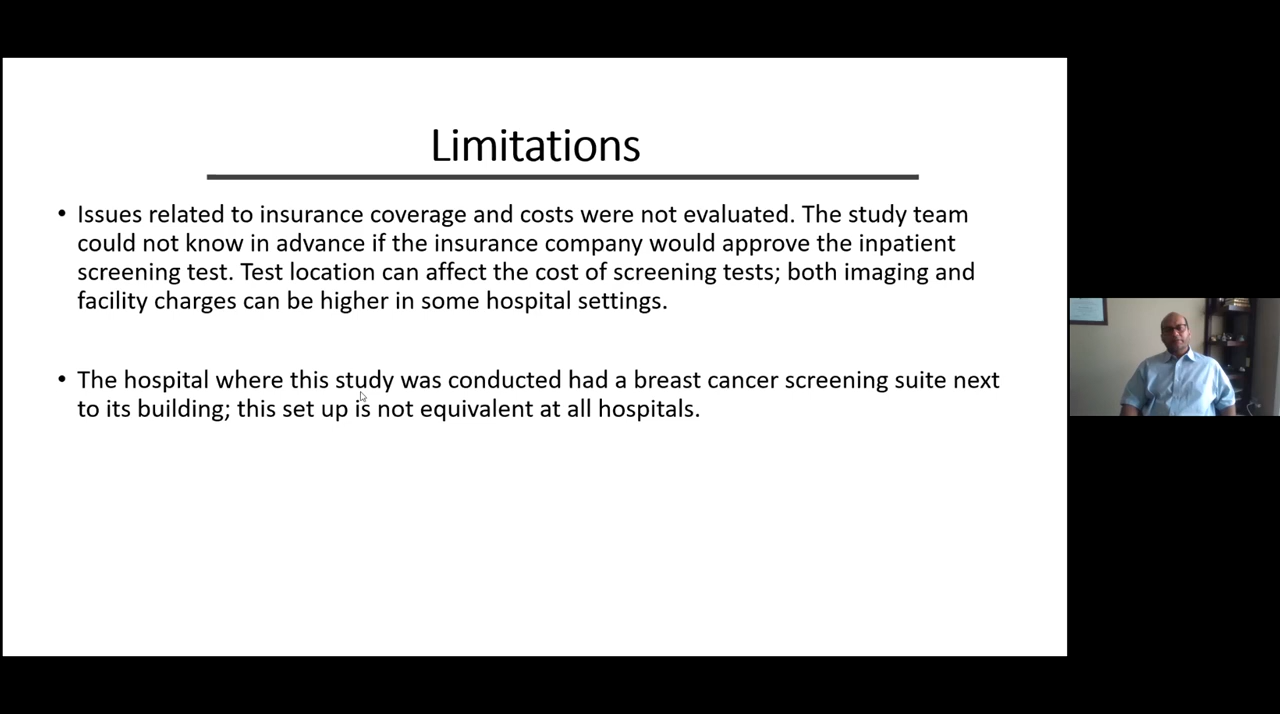 Limitations
• Issues related to insurance coverage and costs were not evaluated. The study team
could not know in advance if the insurance company would approve the inpatient
screening test. Test location can affect the cost of screening tests; both imaging and
facility charges can be higher in some hospital settings.
• The hospital where this study was conducted had a breast cancer screening suite next
to its building; this set up is not equivalent at all hospitals.